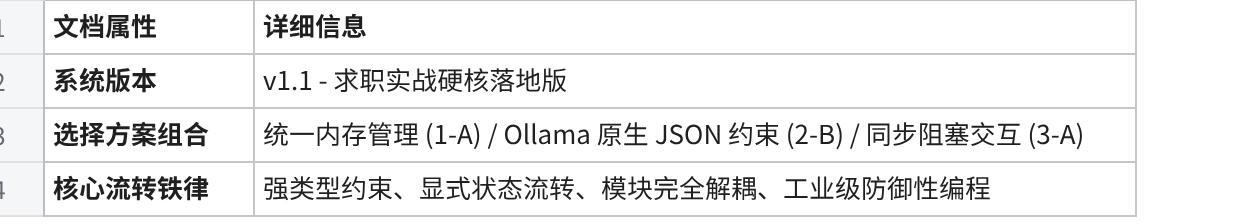 1 文档属性 详细信息
2 系统版本 v1.1 - 求职实战硬核落地版
3 选择方案组合 统一内存管理 (1-A) / Ollama 原生 JSON 约束 (2-B) / 同步阻塞交互 (3-A)
4 核心流转铁律 强类型约束、显式状态流转、模块完全解耦、工业级防御性编程